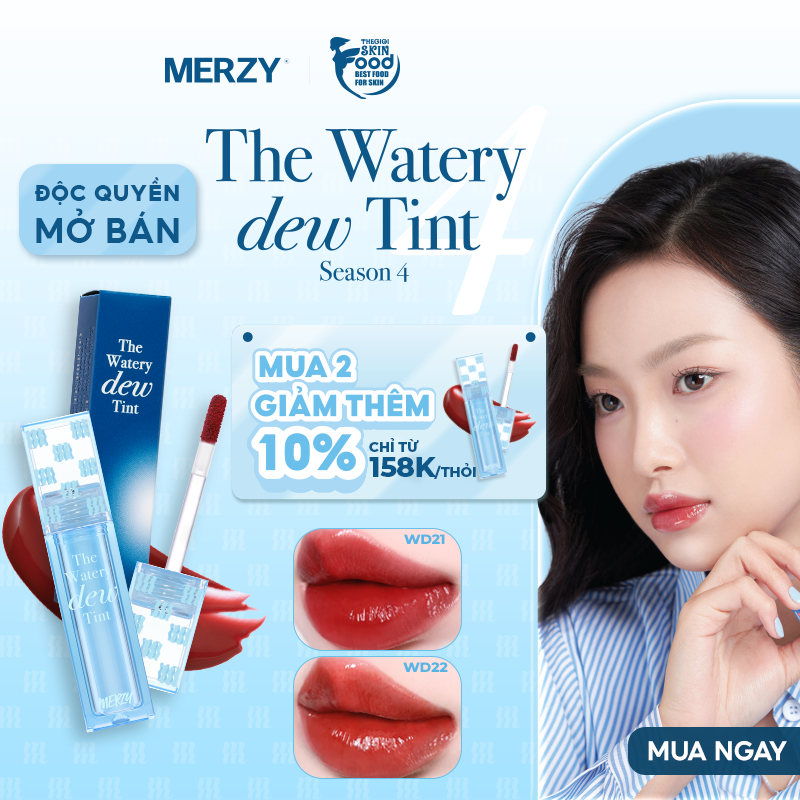 MERZY
THEGIOI
SKIN
Food
BEST FOOD
FOR SKIN
The Watery
dew Tint
4
Season 4
ĐỘC QUYỀN
MỞ BÁN
The
Watery
dew
Tint
MUA 2
GIẢM THÊM
10%
CHỈ TỪ
158K/THỎI
The
Watery
dew
Tint
MERZY
WD21
WD22
MUA NGAY